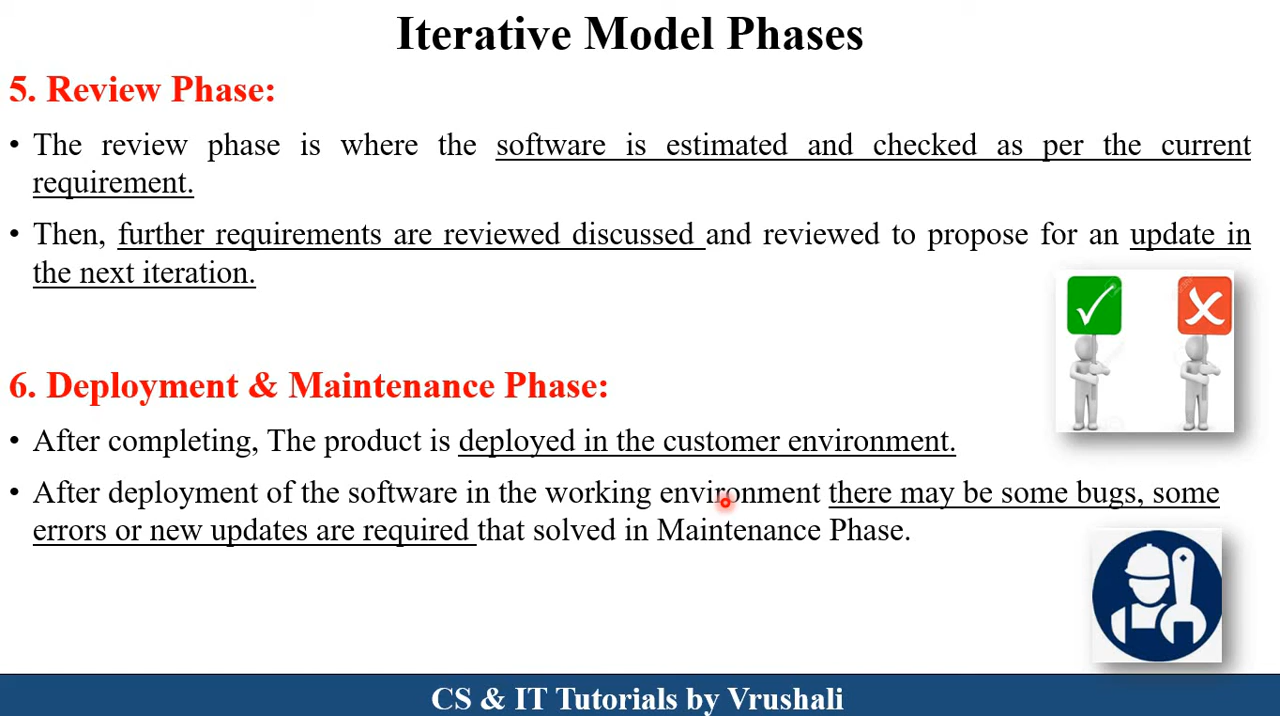 Iterative Model Phases
5. Review Phase:
• The review phase is where the software is estimated and checked as per the current
requirement.
• Then, further requirements are reviewed discussed and reviewed to propose for an update in
the next iteration.
6. Deployment & Maintenance Phase:
• After completing, The product is deployed in the customer environment.
• After deployment of the software in the working environment there may be some bugs, some
errors or new updates are required that solved in Maintenance Phase.
CS & IT Tutorials by Vrushali